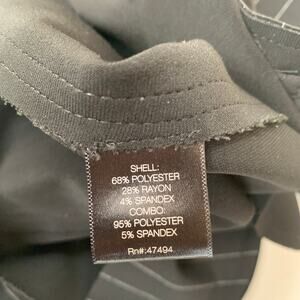 SHELL:
68% POLYESTER
28% RAYON
4% SPANDEX
COMBO:
95% POLYESTER
5% SPANDEX
Rn#:47494